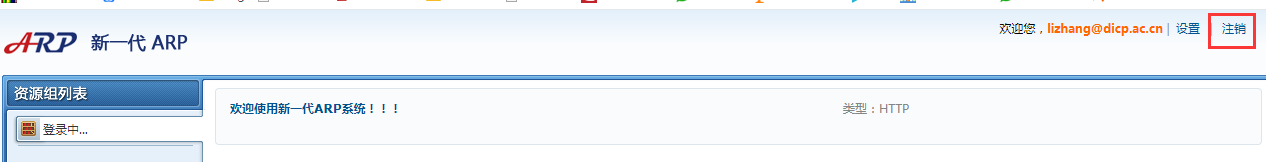 欢迎您，lizhang@dicp.ac.cn | 设置 | 注销
ARP 新一代 ARP
资源组列表
登录中...
欢迎使用新一代ARP系统！！！ 类型：HTTP